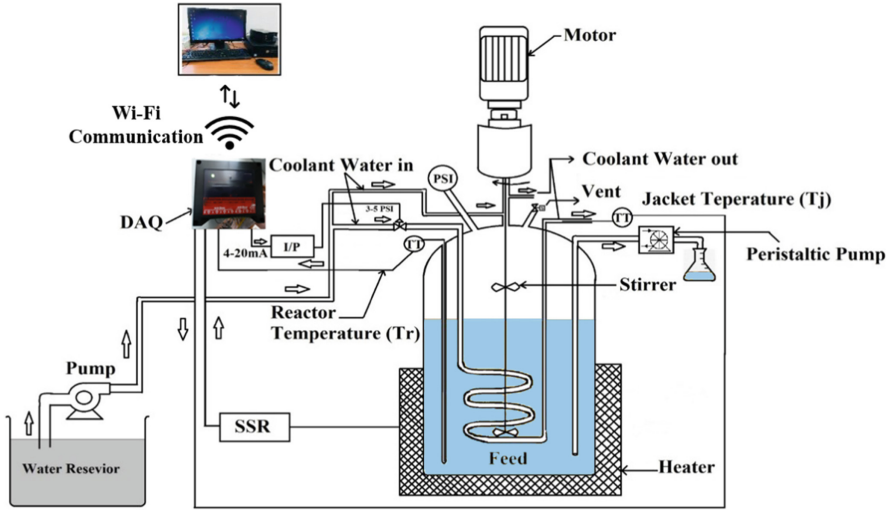 Motor
Wi-Fi
Communication
Coolant Water in
Coolant Water out
PSI
Vent
Jacket Teperature (Tj)
DAQ
3-5 PSI
TT
TT
4-20mA
I/P
Peristaltic Pump
Stirrer
Reactor
Temperature (Tr)
Pump
SSR
Feed
Heater
Water Resevior